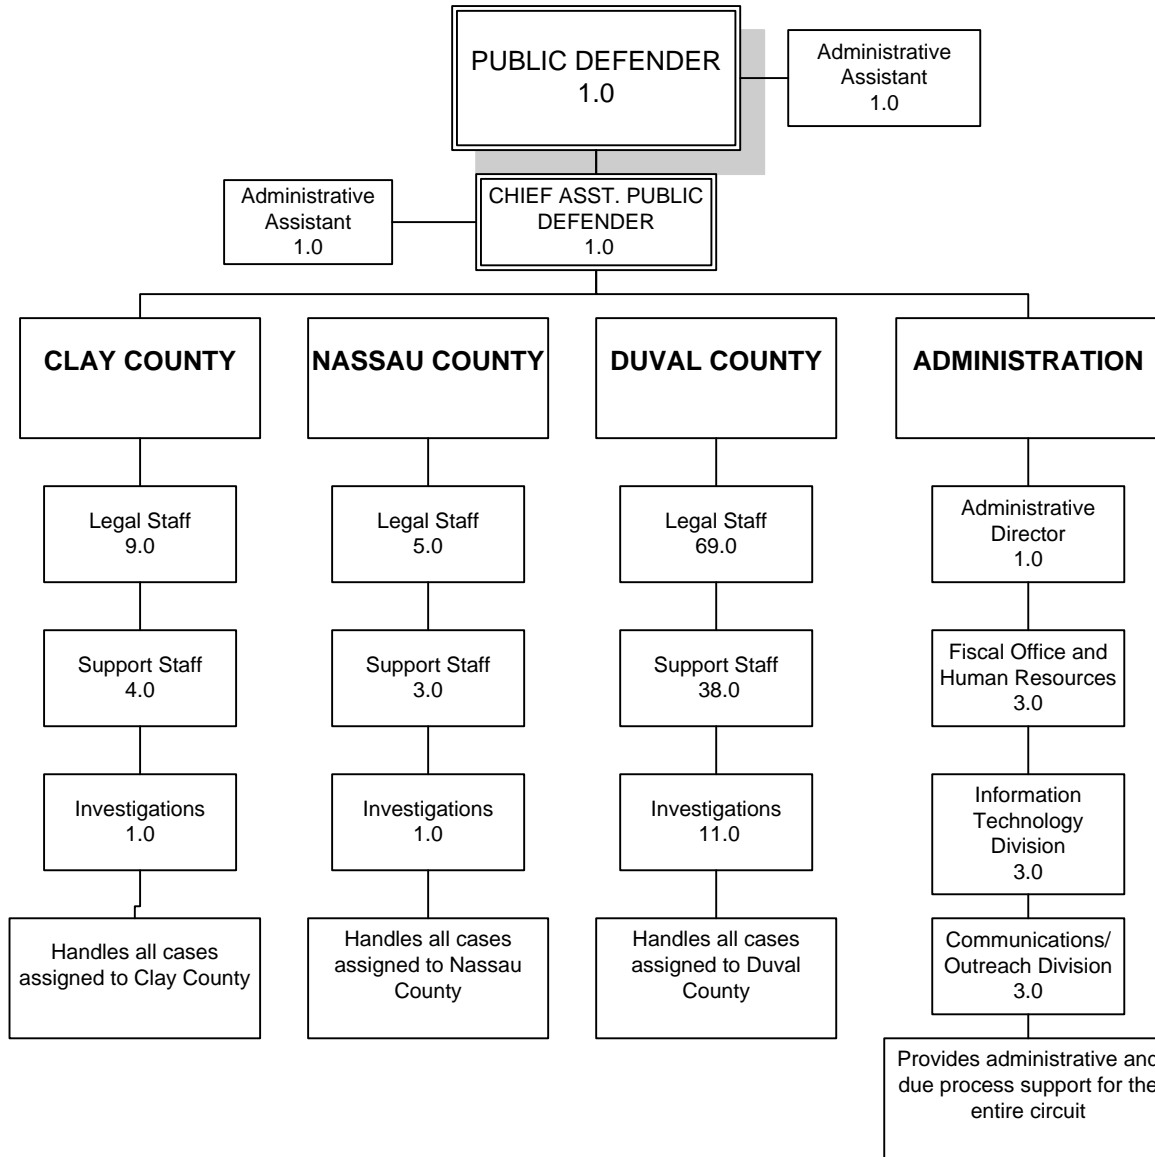 PUBLIC DEFENDER
1.0
Administrative
Assistant
1.0
Administrative
Assistant
1.0
CHIEF ASST. PUBLIC
DEFENDER
1.0
CLAY COUNTY
NASSAU COUNTY
DUVAL COUNTY
ADMINISTRATION
Legal Staff
9.0
Legal Staff
5.0
Legal Staff
69.0
Administrative
Director
1.0
Support Staff
4.0
Support Staff
3.0
Support Staff
38.0
Fiscal Office and
Human Resources
3.0
Investigations
1.0
Investigations
1.0
Investigations
11.0
Information
Technology
Division
3.0
Handles all cases
assigned to Clay County
Handles all cases
assigned to Nassau
County
Handles all cases
assigned to Duval
County
Communications/
Outreach Division
3.0
Provides administrative and
due process support for the
entire circuit